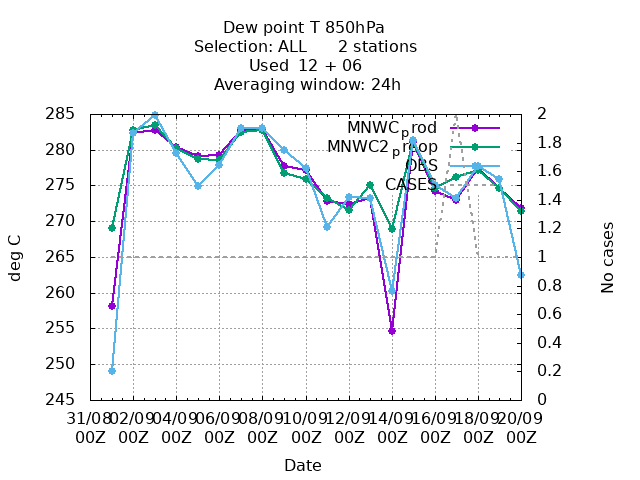 Dew point T 850hPa
Selection: ALL 2 stations
Used 12 + 06
Averaging window: 24h
MNWC_prod
MNWC2_preop
OBS
CASES
285
280
275
270
265
260
255
250
245
2
1.8
1.6
1.4
1.2
1
0.8
0.6
0.4
0.2
0
deg C
No cases
31/08 02/09 04/09 06/09 08/09 10/09 12/09 14/09 16/09 18/09 20/09
00Z 00Z 00Z 00Z 00Z 00Z 00Z 00Z 00Z 00Z 00Z
Date